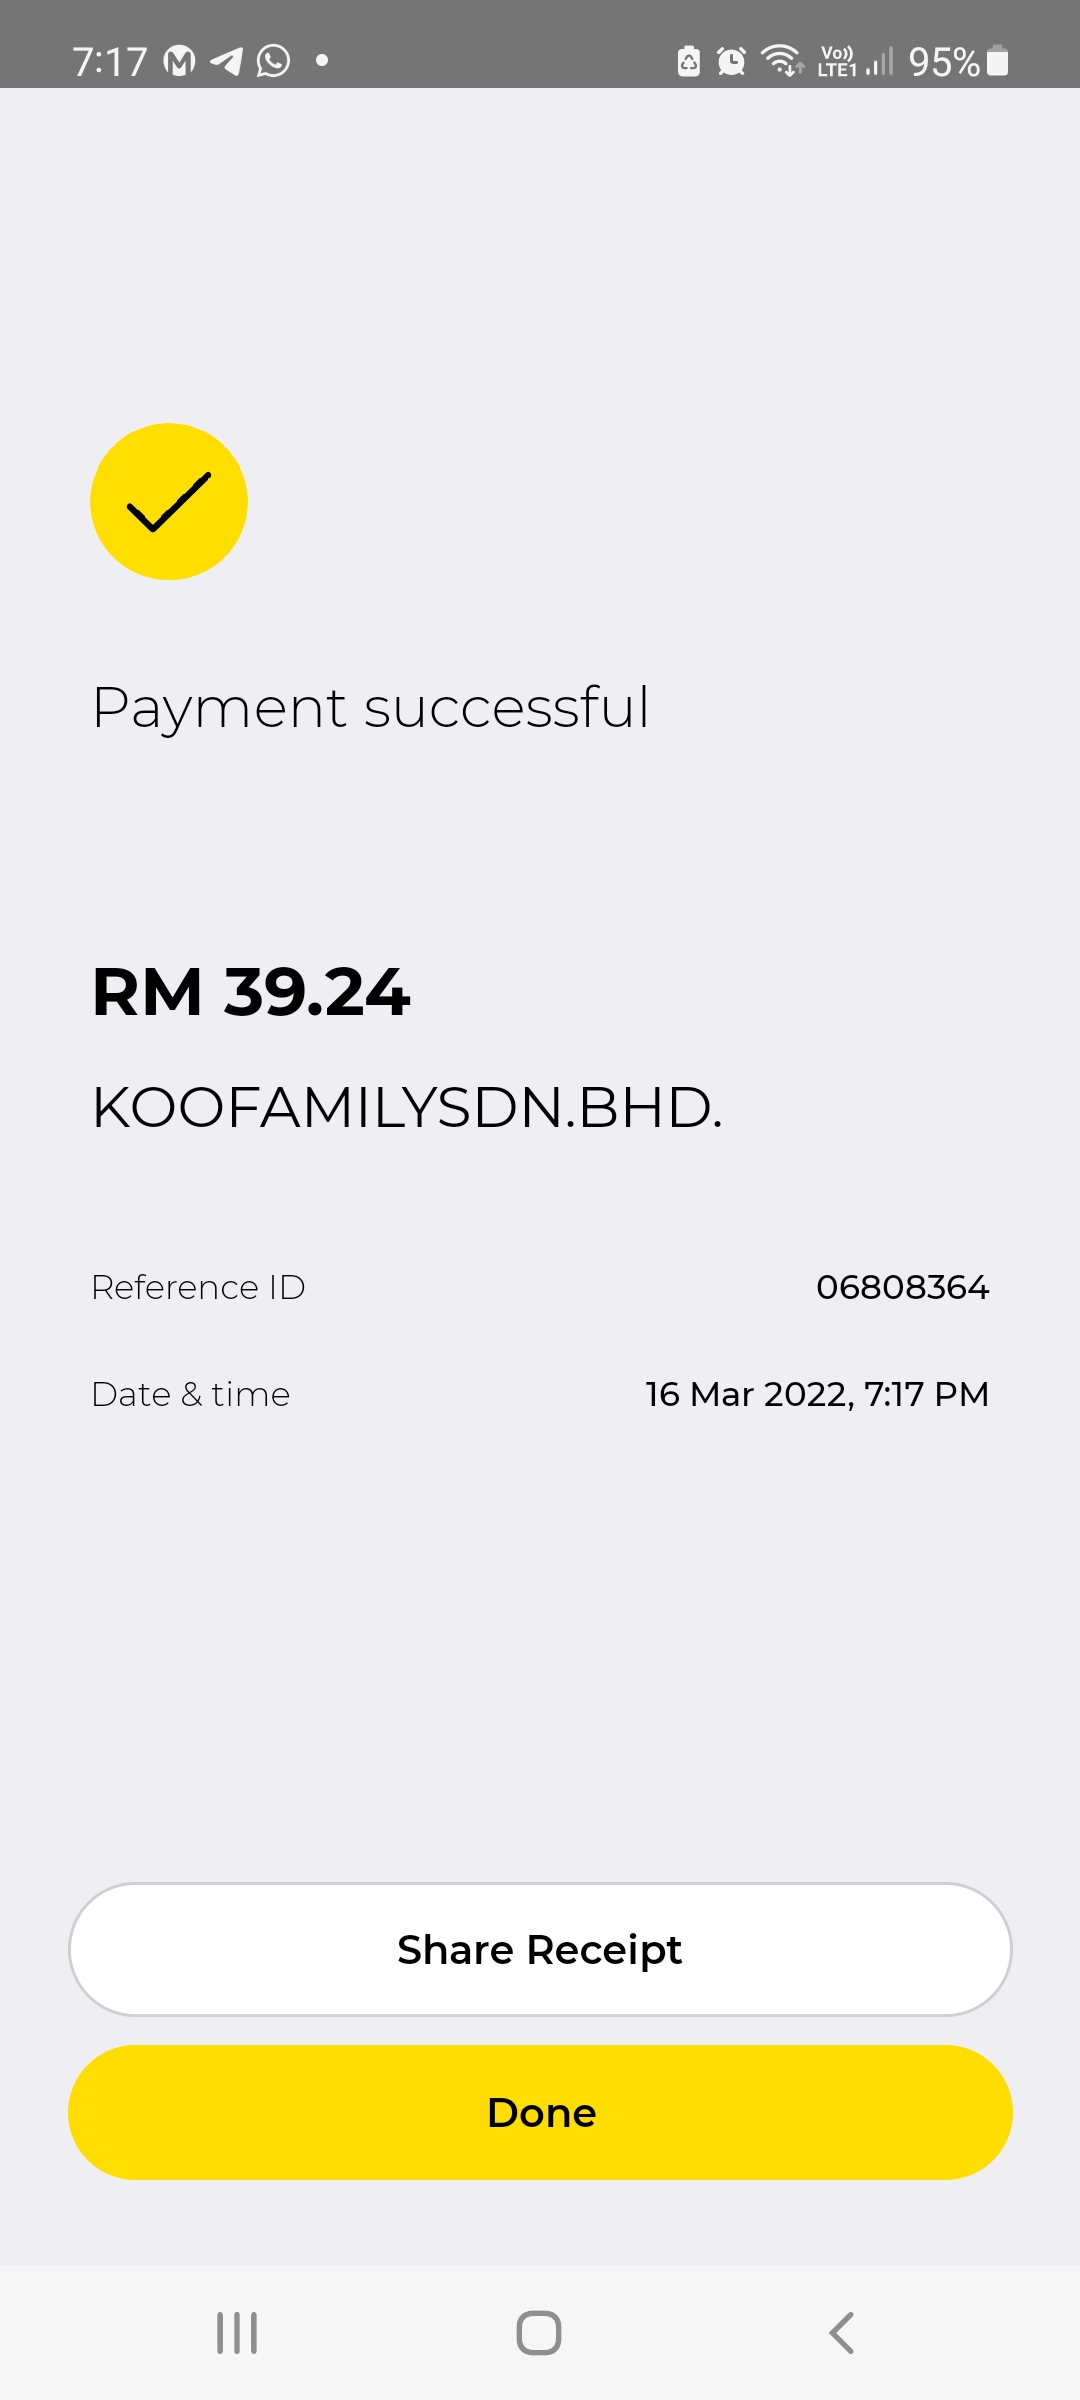 7:17
Vo))
LTE1
95%
Payment successful
RM 39.24
KOOFAMILYSDN.BHD.
Reference ID 06808364
Date & time 16 Mar 2022, 7:17 PM
Share Receipt
Done